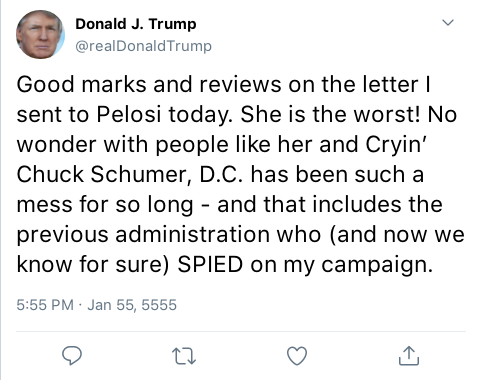 Donald J. Trump
@realDonaldTrump
Good marks and reviews on the letter I
sent to Pelosi today. She is the worst! No
wonder with people like her and Cryin’
Chuck Schumer, D.C. has been such a
mess for so long - and that includes the
previous administration who (and now we
know for sure) SPIED on my campaign.
5:55 PM · Jan 55, 5555